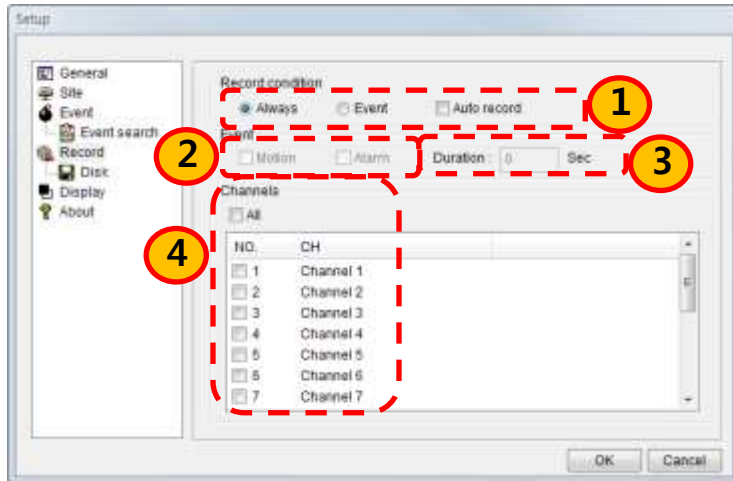 Setup
General
Site
Event
Event search
Record
Disk
Display
About
Record condition
Always Event Auto record
1
Event
2
Motion Alarm Duration : 0 Sec
3
Channels
All
4
NO. CH
1 Channel 1
2 Channel 2
3 Channel 3
4 Channel 4
5 Channel 5
6 Channel 6
7 Channel 7
OK Cancel